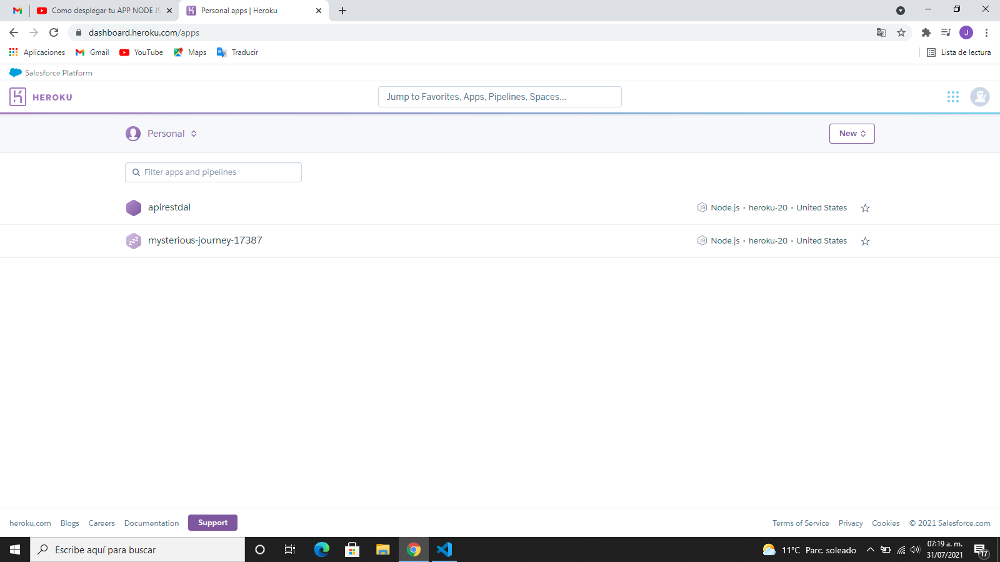 Como desplegar tu APP NODE JS
Personal apps | Heroku
dashboard.heroku.com/apps
J
Aplicaciones
Gmail
YouTube
Maps
Traducir
Lista de lectura
Salesforce Platform
HEROKU
Jump to Favorites, Apps, Pipelines, Spaces...
Personal
New
Filter apps and pipelines
apirestdal
Node.js • heroku-20 • United States
zzZ
mysterious-journey-17387
Node.js • heroku-20 • United States
heroku.com
Blogs
Careers
Documentation
Support
Terms of Service
Privacy
Cookies
© 2021 Salesforce.com
Escribe aquí para buscar
11°C Parc. soleado
07:19 a. m.
31/07/2021
17